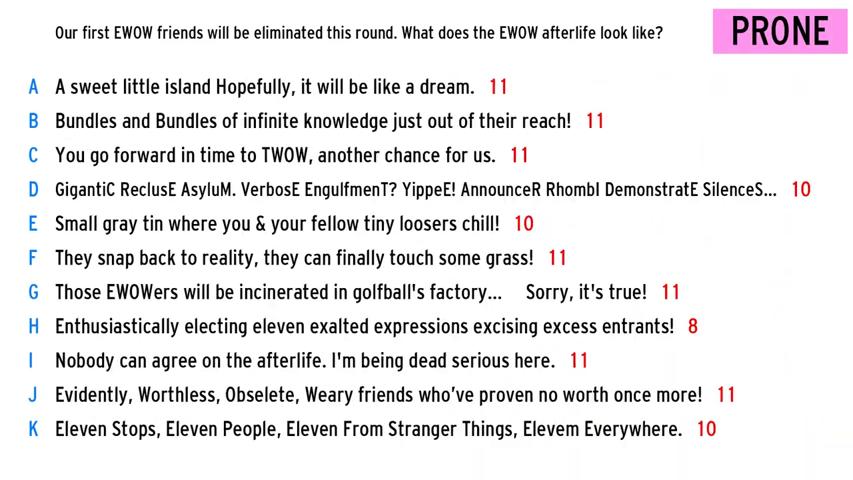 Our first EWOW friends will be eliminated this round. What does the EWOW afterlife look like?
PRONE
A A sweet little island Hopefully, it will be like a dream. 11
B Bundles and Bundles of infinite knowledge just out of their reach! 11
C You go forward in time to TWOW, another chance for us. 11
D GigantiC ReclusE AsyluM. VerbosE EngulfmenT? YippeE! AnnounceR RhombI DemonstratE SilenceS... 10
E Small gray tin where you & your fellow tiny loosers chill! 10
F They snap back to reality, they can finally touch some grass! 11
G Those EWOWers will be incinerated in golfball's factory... Sorry, it's true! 11
H Enthusiastically electing eleven exalted expressions excising excess entrants! 8
I Nobody can agree on the afterlife. I'm being dead serious here. 11
J Evidently, Worthless, Obselete, Weary friends who've proven no worth once more! 11
K Eleven Stops, Eleven People, Eleven From Stranger Things, Elevem Everywhere. 10